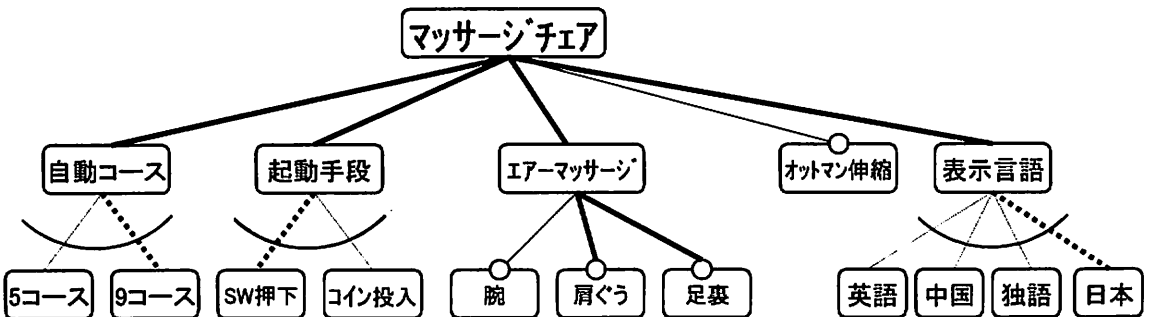 マッサージチェア
自動コース
起動手段
エアーマッサージ
オットマン伸縮
表示言語
5コース
9コース
SW押下
コイン投入
腕
肩ぐう
足裏
英語
中国
独語
日本